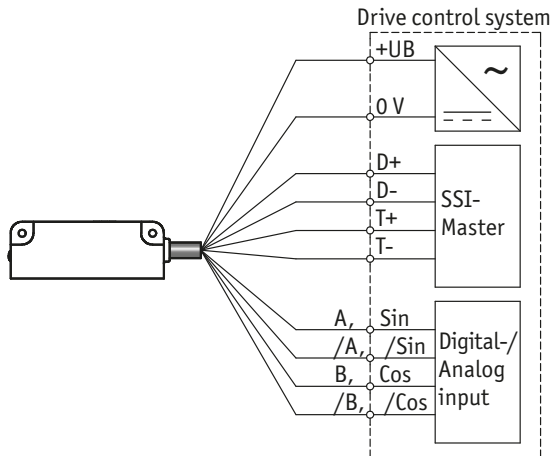 Drive control system
+UB
~
0 V
D+
D-
T+
T-
SSI-
Master
A, Sin
/A, /Sin
B, Cos
/B, /Cos
Digital-/
Analog
input